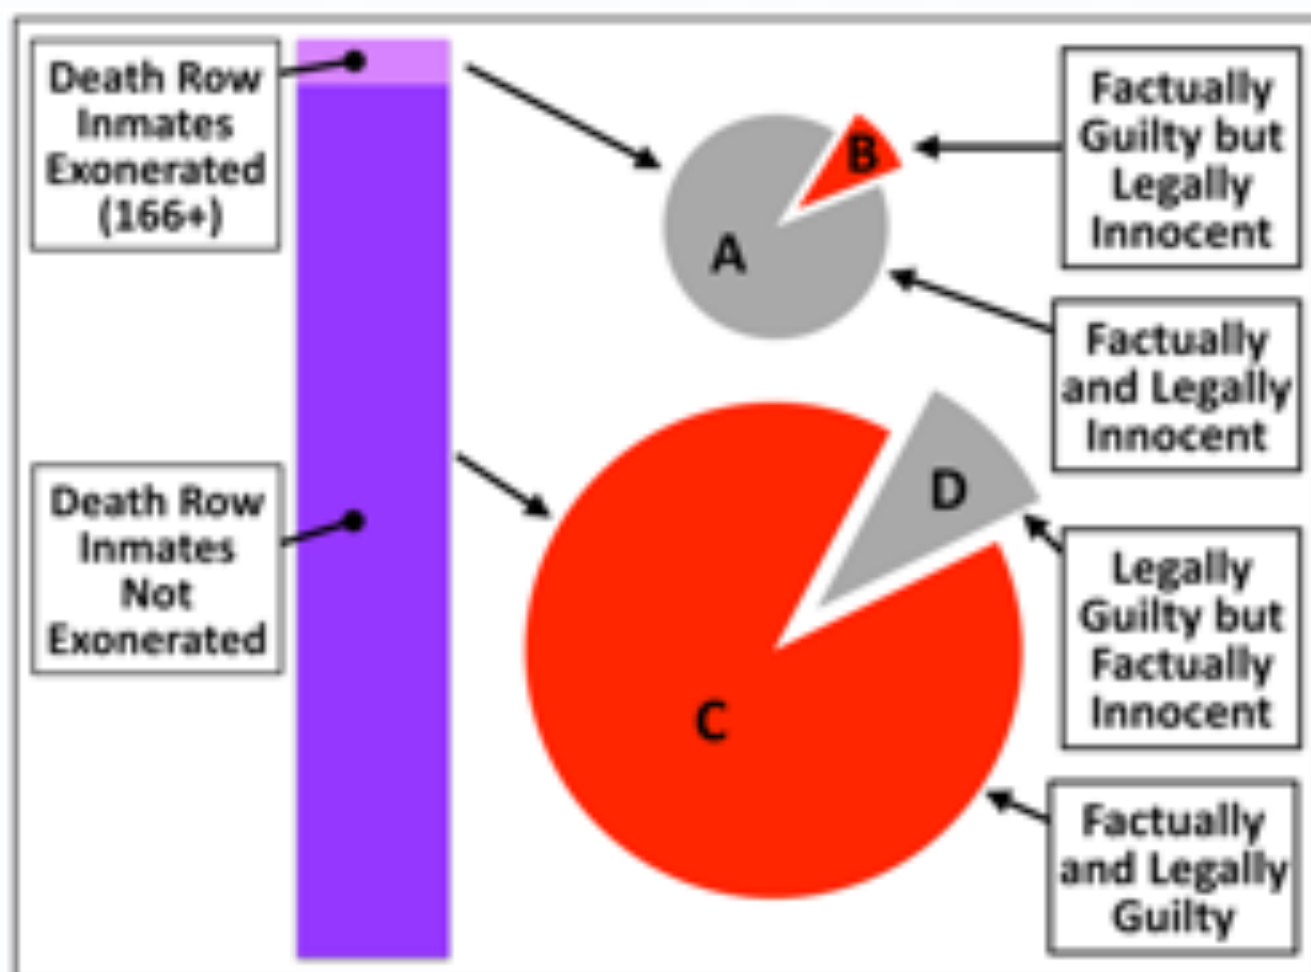 Death Row
Inmates
Exonerated
(166+)
B
A
Factually
Guilty but
Legally
Innocent
Factually
and Legally
Innocent
Death Row
Inmates
Not
Exonerated
D
C
Legally
Guilty but
Factually
Innocent
Factually
and Legally
Guilty